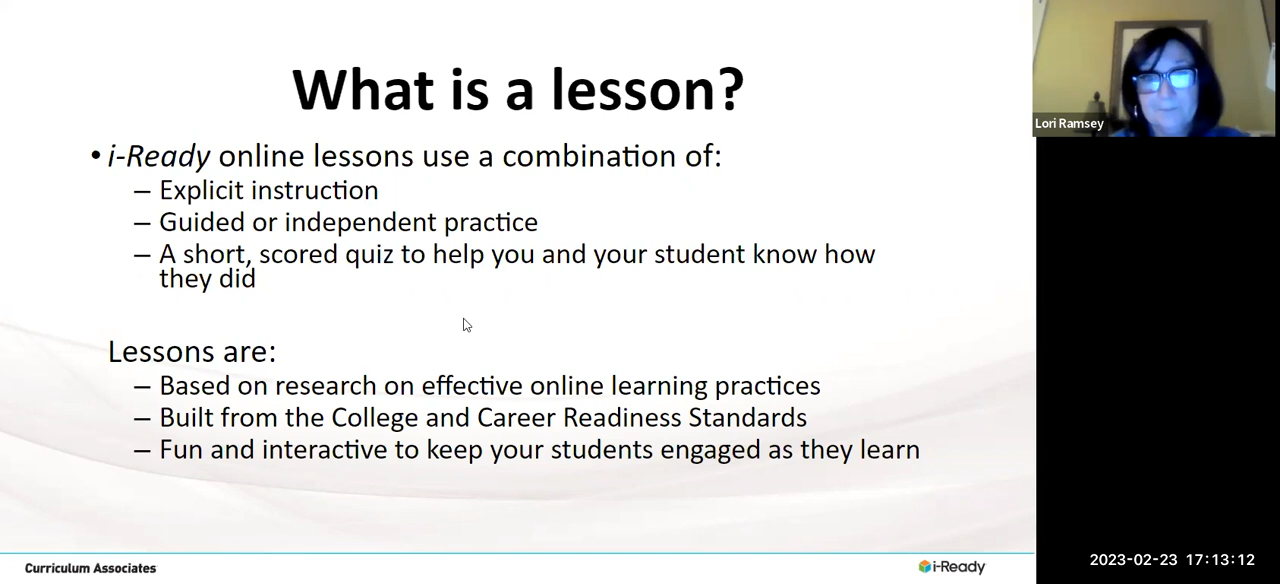 What is a lesson?
• i-Ready online lessons use a combination of:
– Explicit instruction
– Guided or independent practice
– A short, scored quiz to help you and your student know how
they did
Lessons are:
– Based on research on effective online learning practices
– Built from the College and Career Readiness Standards
– Fun and interactive to keep your students engaged as they learn
Curriculum Associates
i-Ready
Lori Ramsey
2023-02-23 17:13:12